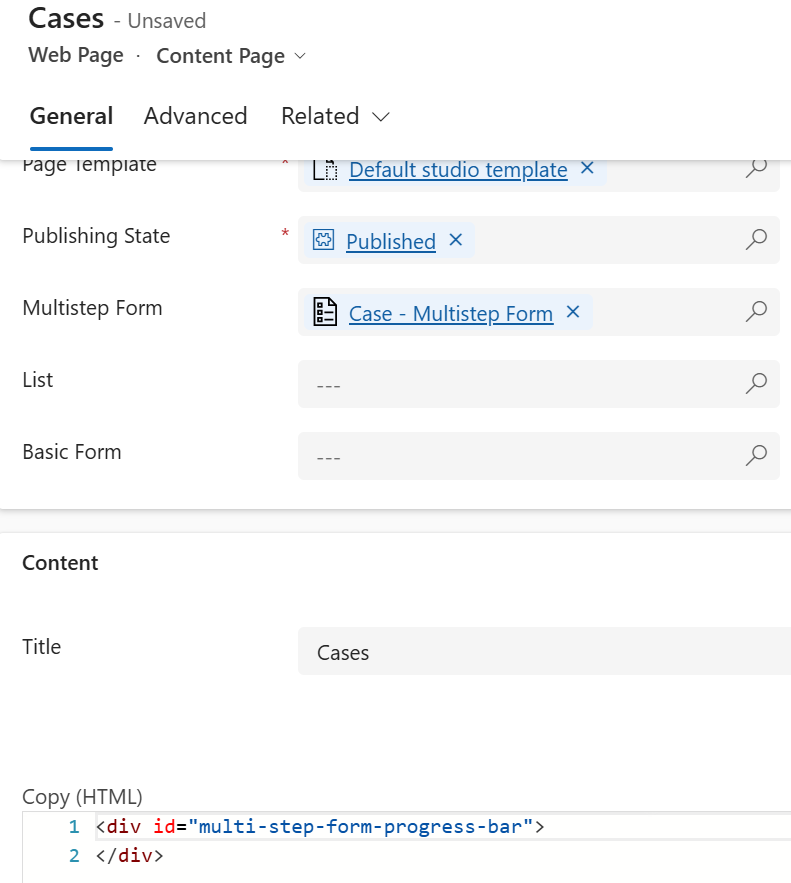 Cases - Unsaved
Web Page · Content Page
General Advanced Related
Page Template * Default studio template
Publishing State * Published
Multistep Form Case - Multistep Form
List ---
Basic Form ---
Content
Title Cases
Copy (HTML)
1 <div id="multi-step-form-progress-bar">
2 </div>